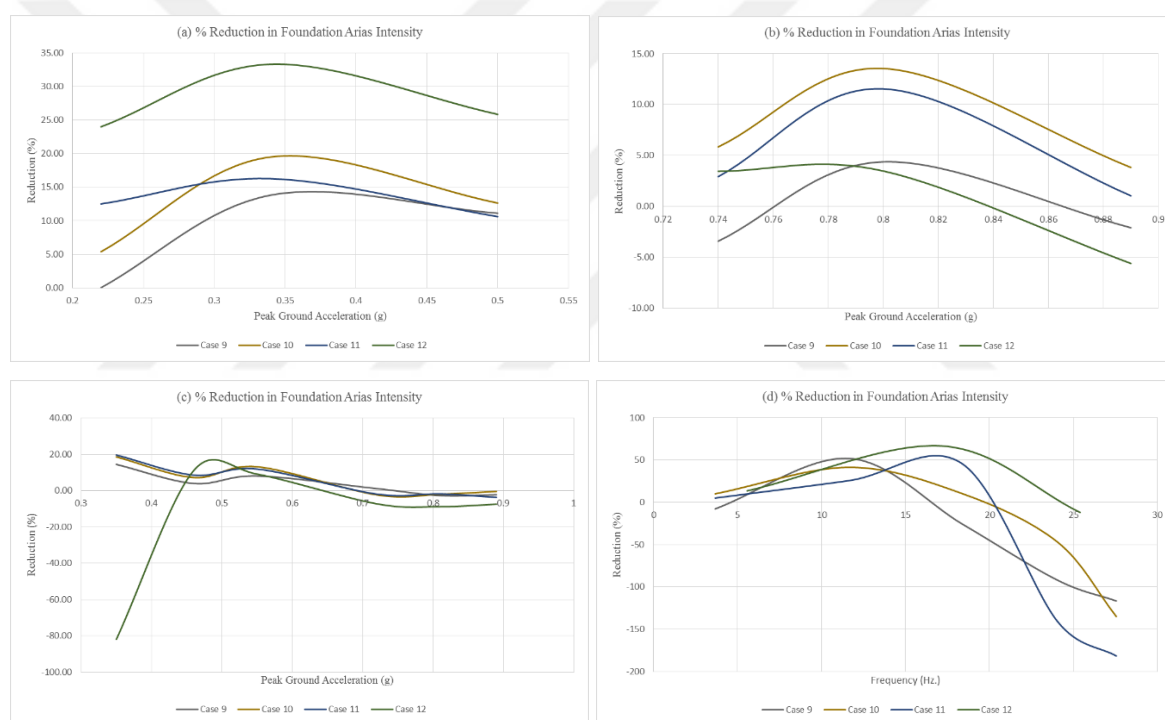 (a) % Reduction in Foundation Arias Intensity
35.00
30.00
25.00
20.00
15.00
10.00
5.00
0.00
Reduction (%)
0.2 0.25 0.3 0.35 0.4 0.45 0.5 0.55
Peak Ground Acceleration (g)
Case 9 Case 10 Case 11 Case 12
(b) % Reduction in Foundation Arias Intensity
15.00
10.00
5.00
0.00
-5.00
-10.00
Reduction (%)
0.72 0.74 0.76 0.78 0.8 0.82 0.84 0.86 0.88 0.9
Peak Ground Acceleration (g)
Case 9 Case 10 Case 11 Case 12
(c) % Reduction in Foundation Arias Intensity
40.00
20.00
0.00
-20.00
-40.00
-60.00
-80.00
-100.00
Reduction (%)
0.3 0.4 0.5 0.6 0.7 0.8 0.9 1
Peak Ground Acceleration (g)
Case 9 Case 10 Case 11 Case 12
(d) % Reduction in Foundation Arias Intensity
100
50
0
-50
-100
-150
-200
Reduction (%)
0 5 10 15 20 25 30
Frequency (Hz.)
Case 9 Case 10 Case 11 Case 12